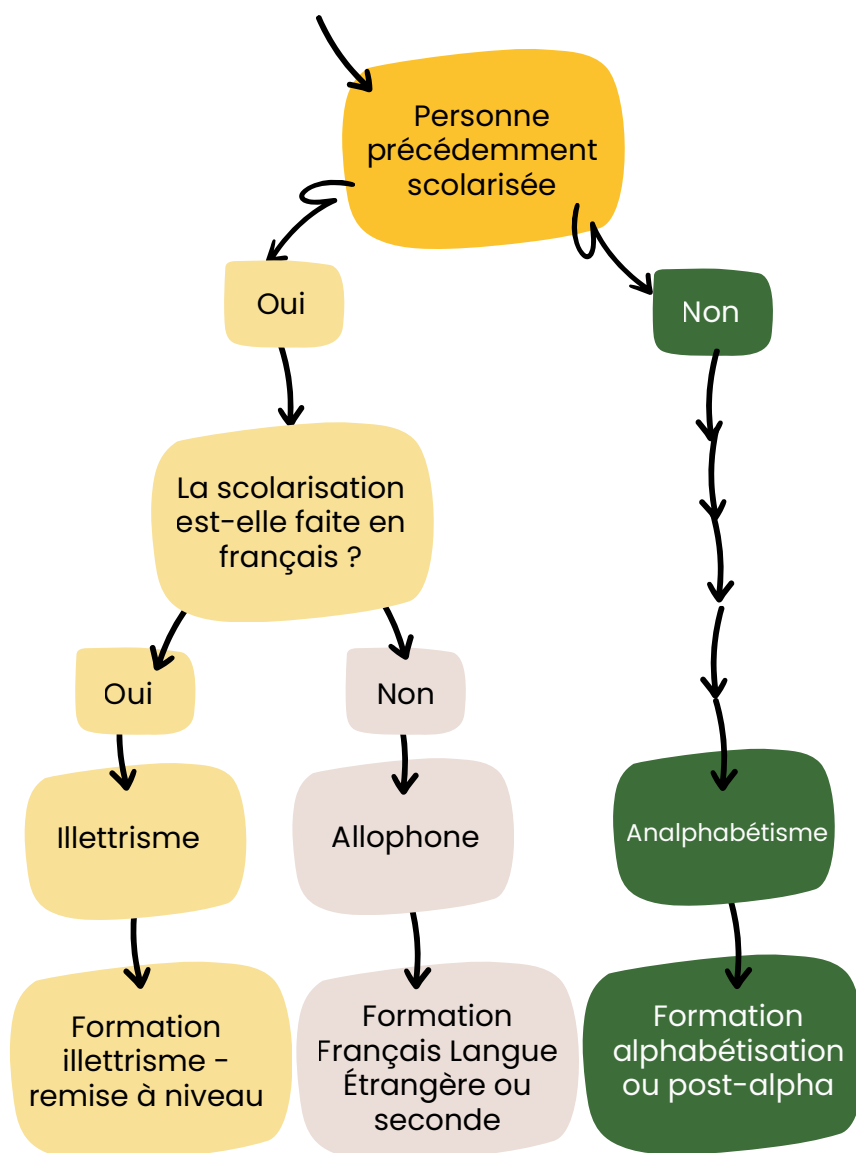 Personne
précédemment
scolarisée
Oui
Non
La scolarisation
est-elle faite en
français ?
Oui
Non
Illettrisme
Allophone
Analphabétisme
Formation
illettrisme -
remise à niveau
Formation
Français Langue
Étrangère ou
seconde
Formation
alphabétisation
ou post-alpha